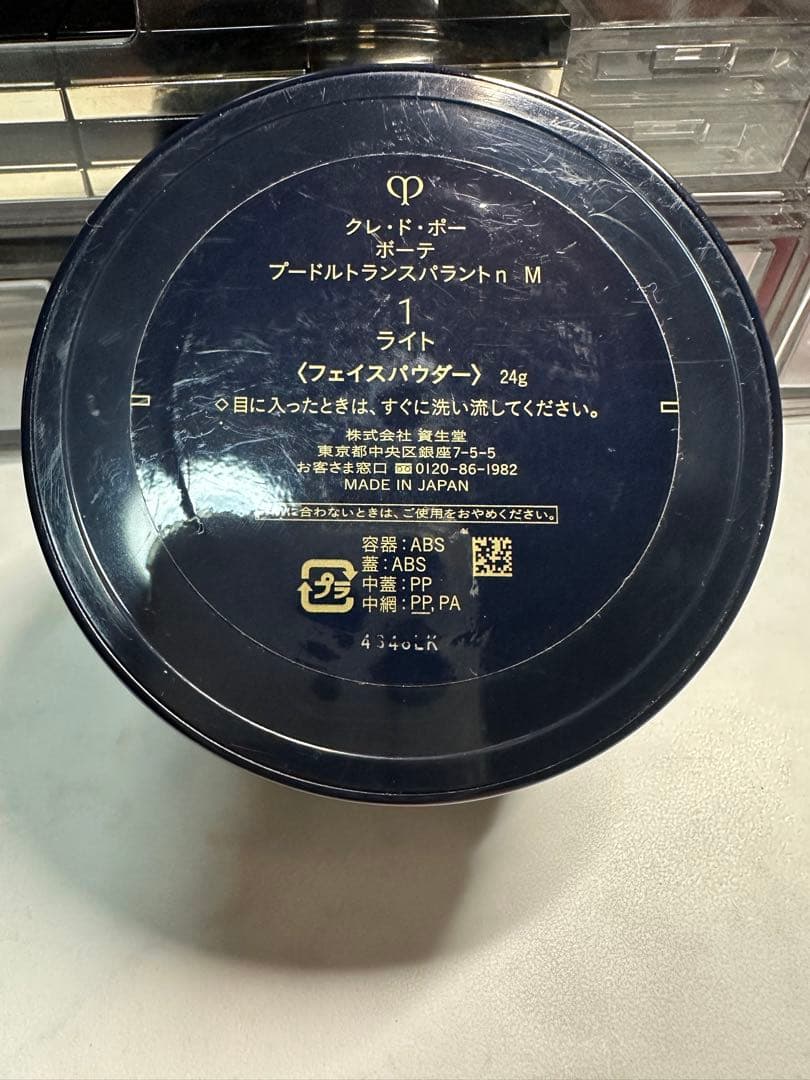 クレ・ド・ポー
ボーテ
プードルトランスパラントn M
1
ライト
〈フェイスパウダー〉 24g
◇目に入ったときは、すぐに洗い流してください。
株式会社 資生堂
東京都中央区銀座7-5-5
お客さま窓口 0120-86-1982
MADE IN JAPAN
に合わないときは、ご使用をおやめください。
容器:ABS
蓋:ABS
中蓋:PP
中網:PP,PA
プラ